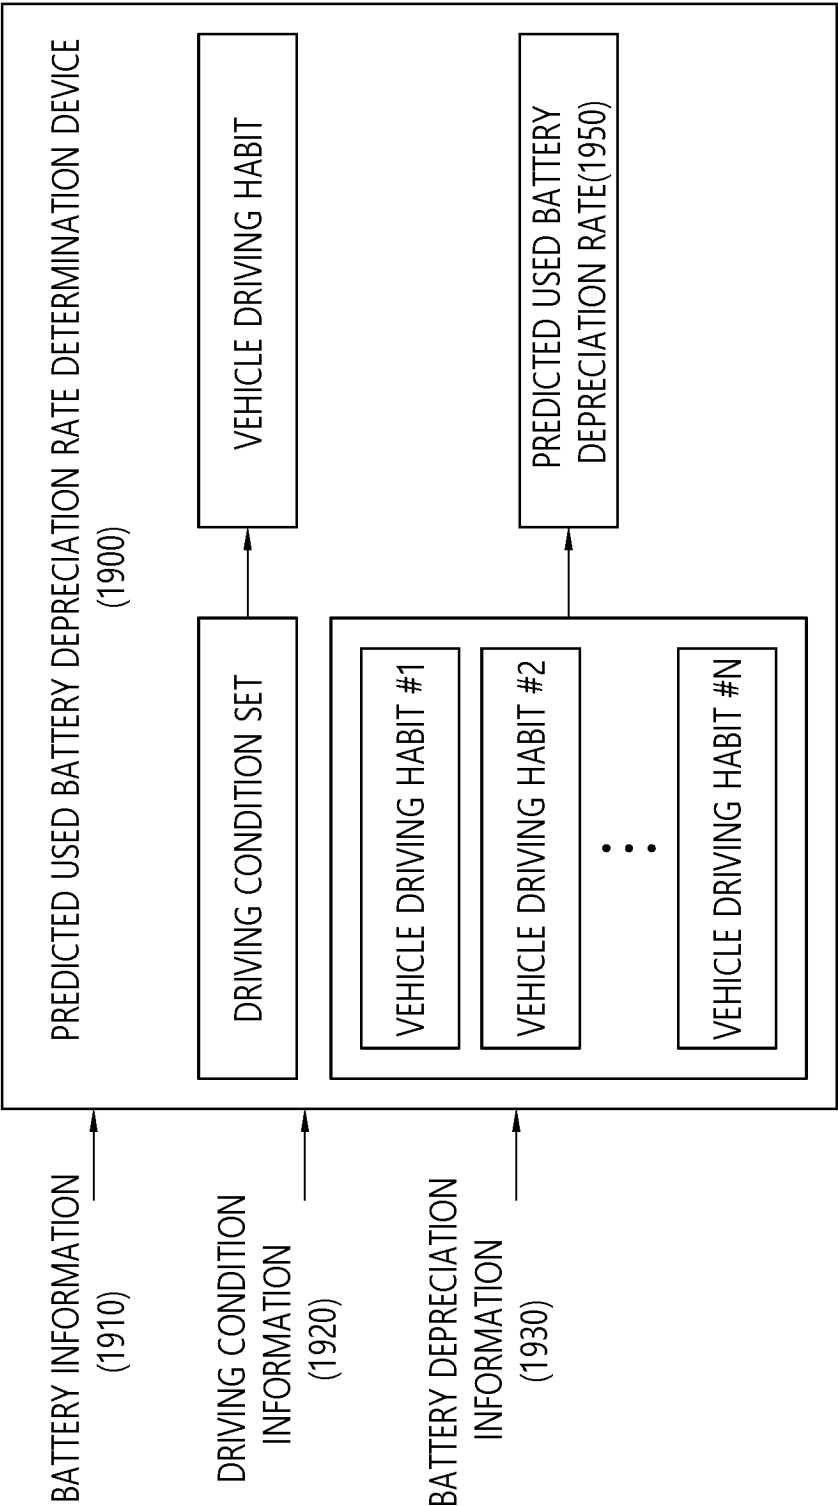 PREDICTED USED BATTERY DEPRECIATION RATE DETERMINATION DEVICE
(1900)
BATTERY INFORMATION
(1910)
DRIVING CONDITION
INFORMATION
(1920)
BATTERY DEPRECIATION
INFORMATION
(1930)
DRIVING CONDITION SET
VEHICLE DRIVING HABIT
VEHICLE DRIVING HABIT #1
VEHICLE DRIVING HABIT #2
VEHICLE DRIVING HABIT #N
PREDICTED USED BATTERY
DEPRECIATION RATE(1950)